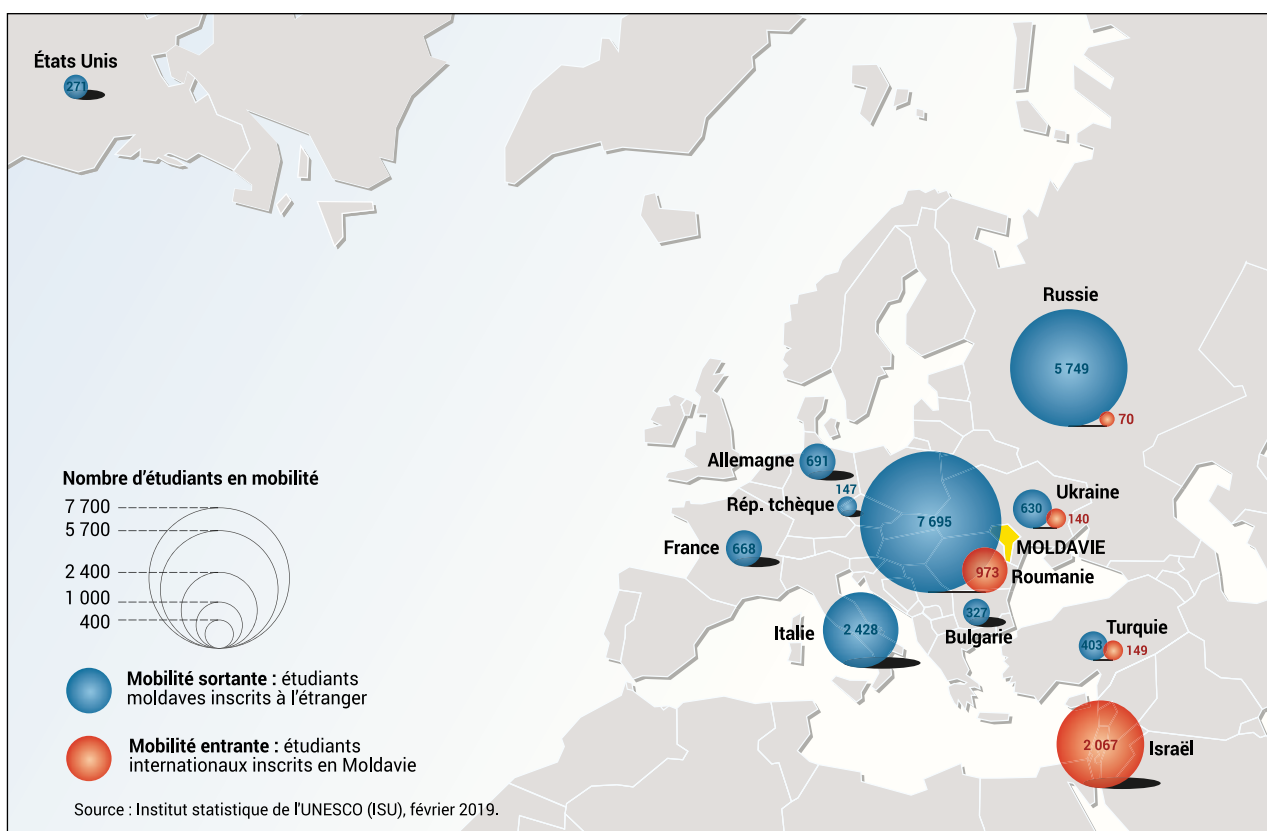 États Unis
271
Russie
5 749
70
Allemagne
691
147
Rép. tchèque
7 695
Ukraine
630
140
France
668
MOLDAVIE
973
Roumanie
Italie
2 428
327
Bulgarie
Turquie
403
149
2 067
Israël
Nombre d’étudiants en mobilité
7 700
5 700
2 400
1 000
400
Mobilité sortante : étudiants
moldaves inscrits à l’étranger
Mobilité entrante : étudiants
internationaux inscrits en Moldavie
Source : Institut statistique de l’UNESCO (ISU), février 2019.